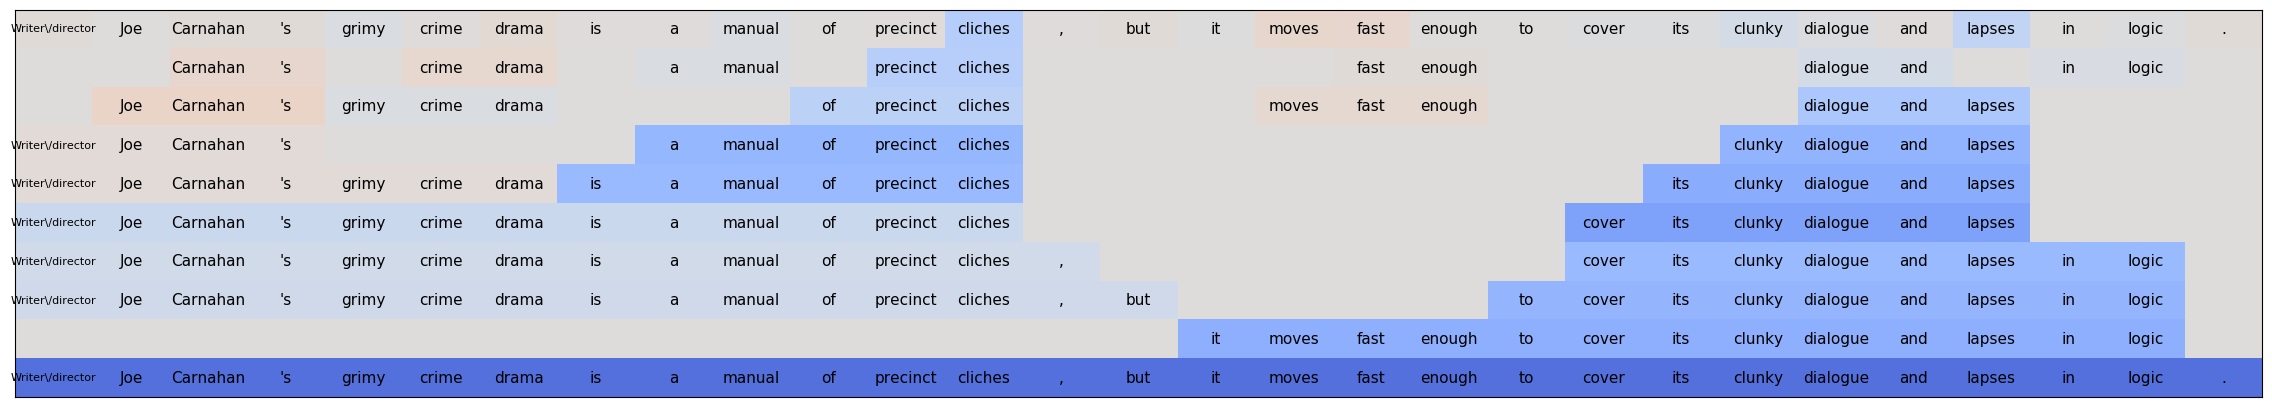 Writer\/director Joe Carnahan 's grimy crime drama is a manual of precinct cliches , but it moves fast enough to cover its clunky dialogue and lapses in logic .
Carnahan 's crime drama a manual precinct cliches fast enough dialogue and in logic
Joe Carnahan 's grimy crime drama of precinct cliches moves fast enough dialogue and lapses
Writer\/director Joe Carnahan 's a manual of precinct cliches clunky dialogue and lapses
Writer\/director Joe Carnahan 's grimy crime drama is a manual of precinct cliches its clunky dialogue and lapses
Writer\/director Joe Carnahan 's grimy crime drama is a manual of precinct cliches cover its clunky dialogue and lapses
Writer\/director Joe Carnahan 's grimy crime drama is a manual of precinct cliches , cover its clunky dialogue and lapses in logic
Writer\/director Joe Carnahan 's grimy crime drama is a manual of precinct cliches , but to cover its clunky dialogue and lapses in logic
it moves fast enough to cover its clunky dialogue and lapses in logic
Writer\/director Joe Carnahan 's grimy crime drama is a manual of precinct cliches , but it moves fast enough to cover its clunky dialogue and lapses in logic .